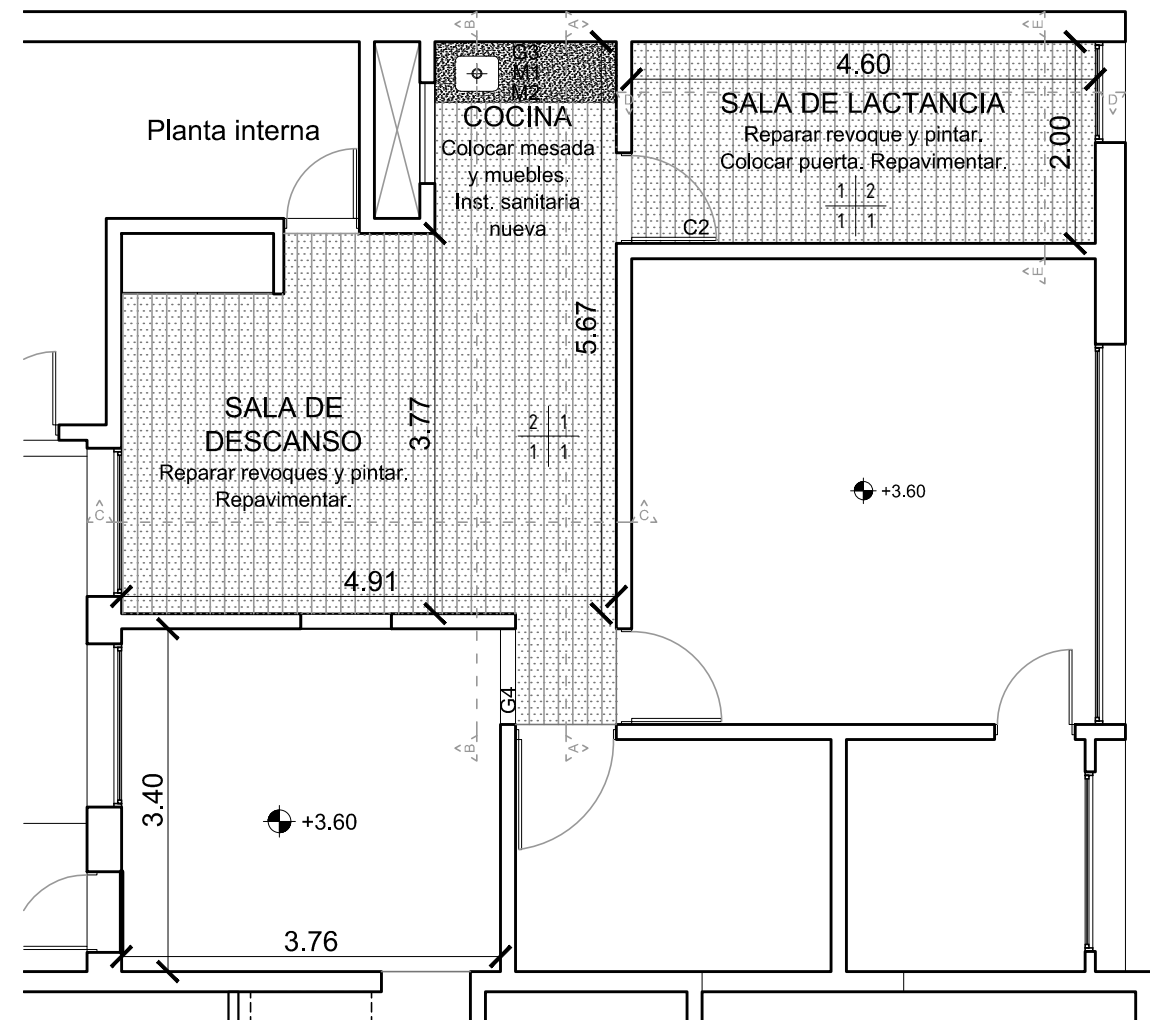 B
A
E
G3
M1
M2
4.60
D
D
SALA DE LACTANCIA
Reparar revoque y pintar.
Colocar puerta. Repavimentar.
2.00
1 2
1 1
C2
E
Planta interna
COCINA
Colocar mesada
y muebles.
Inst. sanitaria
nueva
5.67
3.77
SALA DE
DESCANSO
Reparar revoques y pintar.
Repavimentar.
2 1
1 1
+3.60
C
C
4.91
G4
B
A
3.40
+3.60
3.76